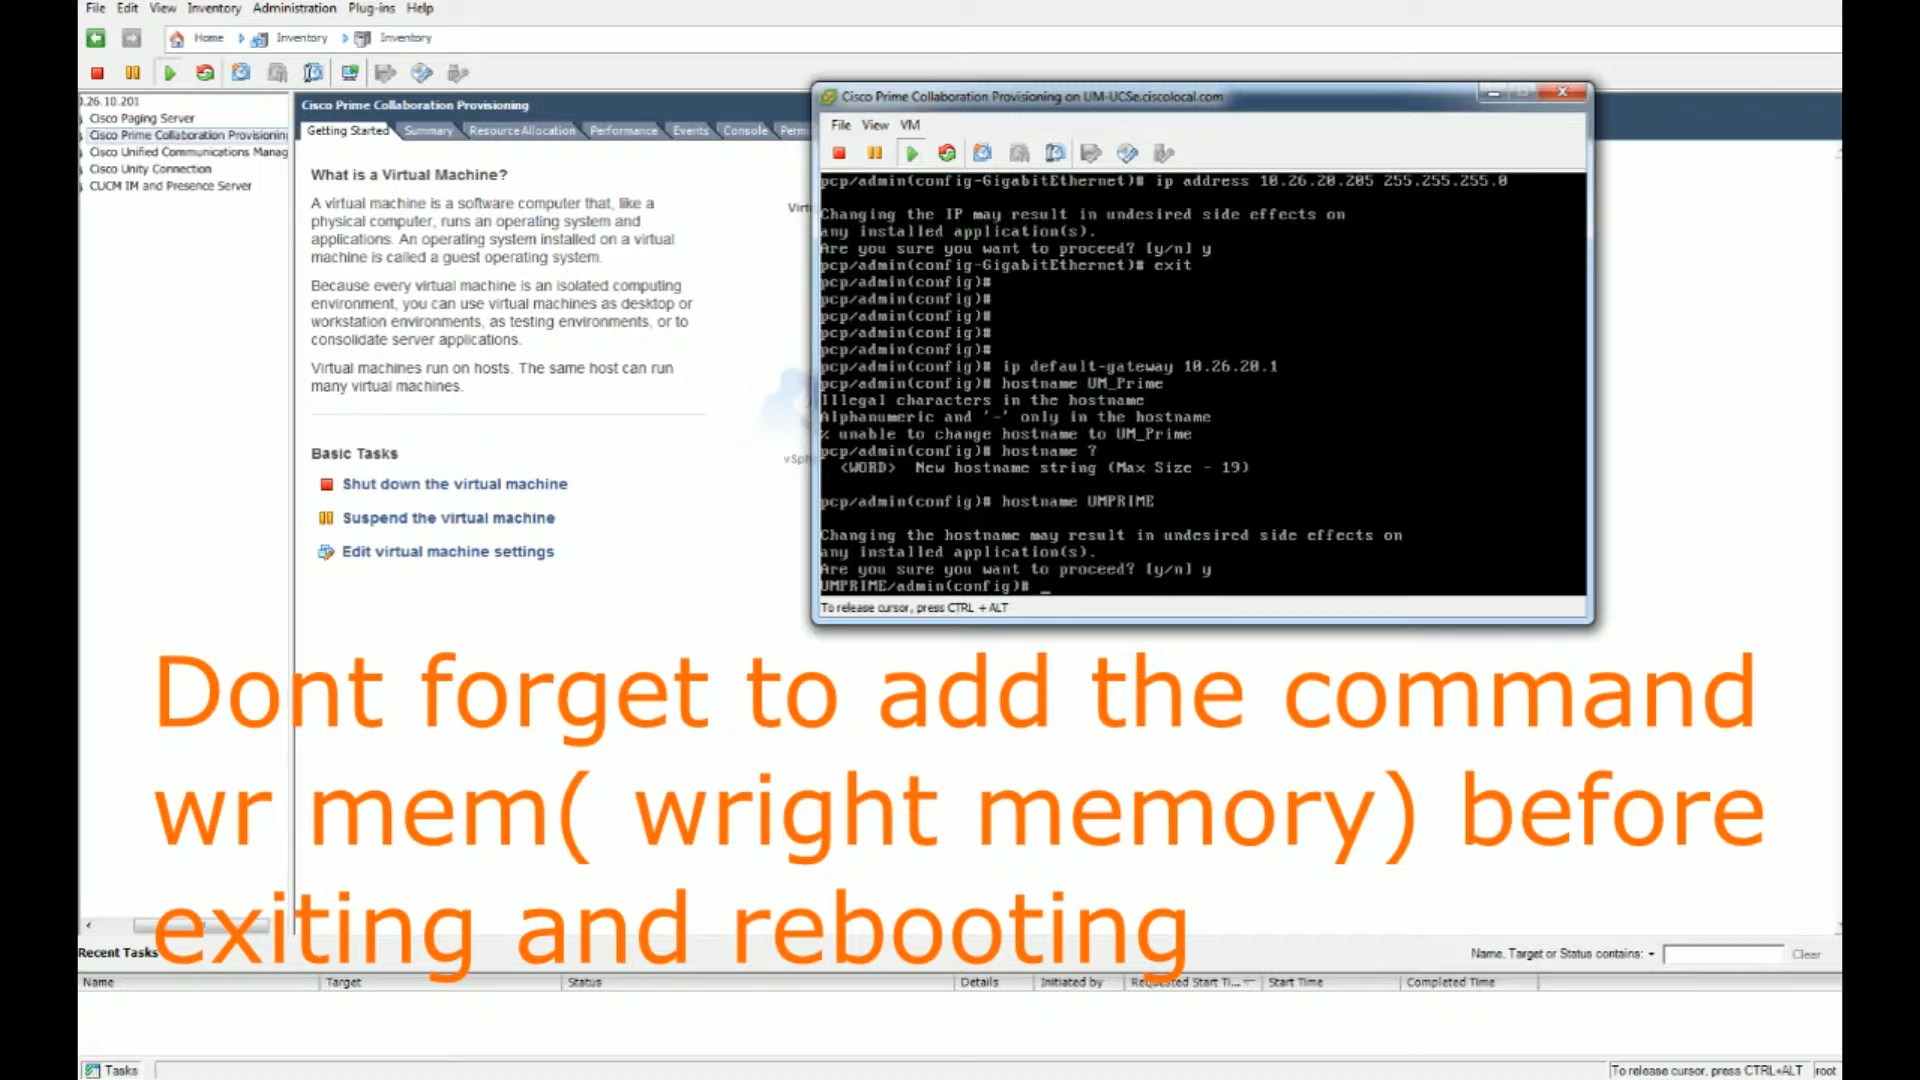 File Edit View Inventory Administration Plug-ins Help
Home Inventory Inventory
.26.10.201
Cisco Paging Server
Cisco Prime Collaboration Provisionin
Cisco Unified Communications Manag
Cisco Unity Connection
CUCM IM and Presence Server
Cisco Prime Collaboration Provisioning
Getting Started Summary Resource Allocation Performance Events Console Permi
What is a Virtual Machine?
A virtual machine is a software computer that, like a
physical computer, runs an operating system and
applications. An operating system installed on a virtual
machine is called a guest operating system.
Because every virtual machine is an isolated computing
environment, you can use virtual machines as desktop or
workstation environments, as testing environments, or to
consolidate server applications.
Virtual machines run on hosts. The same host can run
many virtual machines.
Basic Tasks
Shut down the virtual machine
Suspend the virtual machine
Edit virtual machine settings
Virt
vSph
Cisco Prime Collaboration Provisioning on UM-UCSe.ciscolocal.com
File View VM
pcp/admin(config-GigabitEthernet)# ip address 10.26.20.205 255.255.255.0
Changing the IP may result in undesired side effects on
any installed application(s).
Are you sure you want to proceed? [y/n] y
pcp/admin(config-GigabitEthernet)# exit
pcp/admin(config)#
pcp/admin(config)#
pcp/admin(config)#
pcp/admin(config)#
pcp/admin(config)#
pcp/admin(config)# ip default-gateway 10.26.20.1
pcp/admin(config)# hostname UM_Prime
Illegal characters in the hostname
Alphanumeric and '-' only in the hostname
% unable to change hostname to UM_Prime
pcp/admin(config)# hostname ?
<WORD> New hostname string (Max Size - 19)
pcp/admin(config)# hostname UMPRIME
Changing the hostname may result in undesired side effects on
any installed application(s).
Are you sure you want to proceed? [y/n] y
UMPRIME/admin(config)# _
To release cursor, press CTRL + ALT
Dont forget to add the command
wr mem( wright memory) before
exiting and rebooting
Recent Tasks
Name, Target or Status contains: Clear
Name Target Status Details Initiated by Requested Start Ti... Start Time Completed Time
Tasks
To release cursor, press CTRL+ALT root